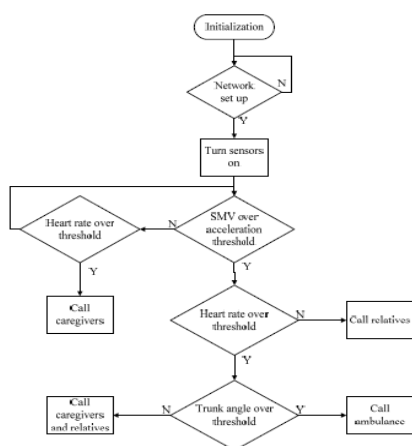 Initialization
Network
set up
N
Y
Turn sensors
on
Heart rate over
threshold
N
SMV over
acceleration
threshold
Y
Y
Call
caregivers
Heart rate over
threshold
N
Call relatives
Y
Call
caregivers
and relatives
N
Trunk angle over
threshold
Y
Call
ambulance